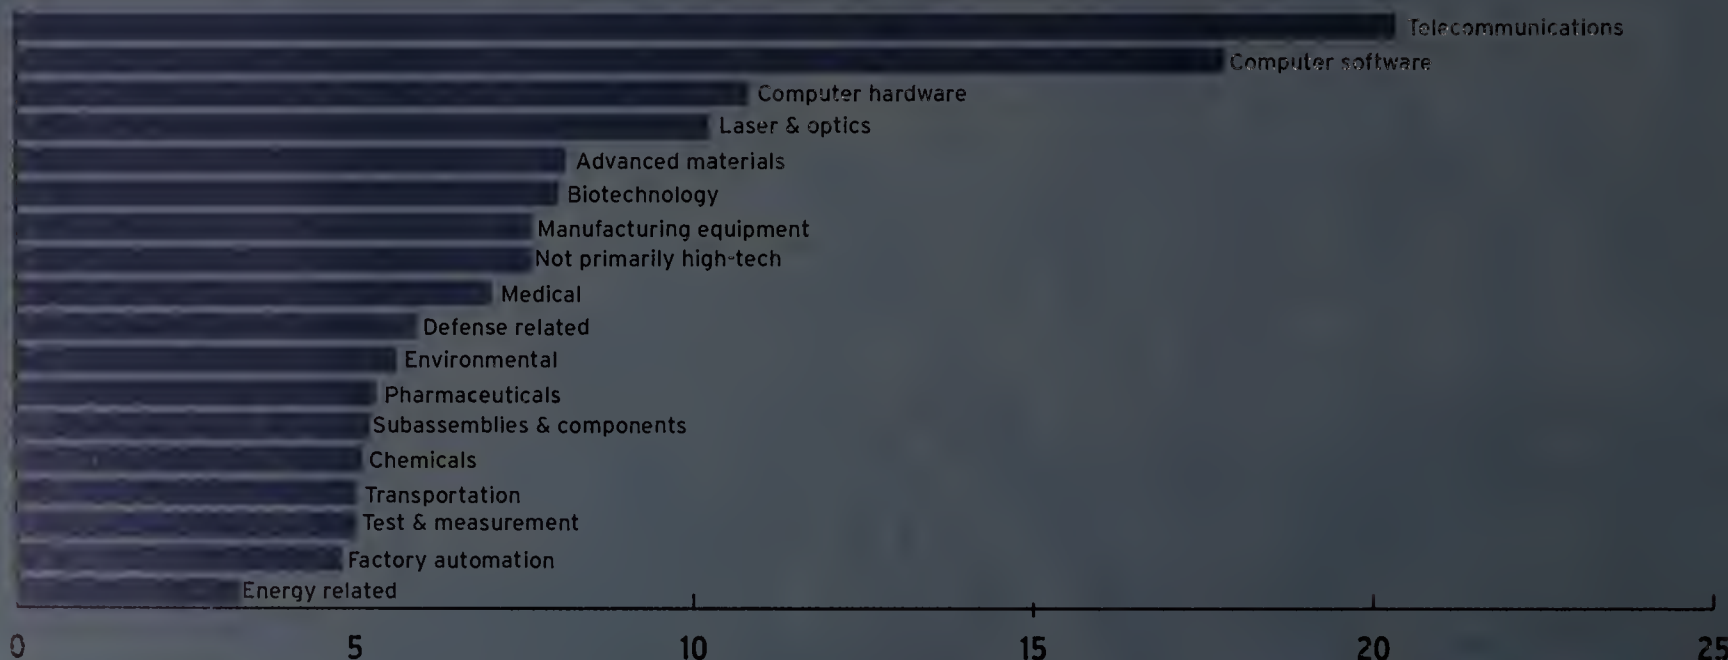 Telecommunications
Computer software
Computer hardware
Laser & optics
Advanced materials
Biotechnology
Manufacturing equipment
Not primarily high-tech
Medical
Defense related
Environmental
Pharmaceuticals
Subassemblies & components
Chemicals
Transportation
Test & measurement
Factory automation
Energy related
0 5 10 15 20 25